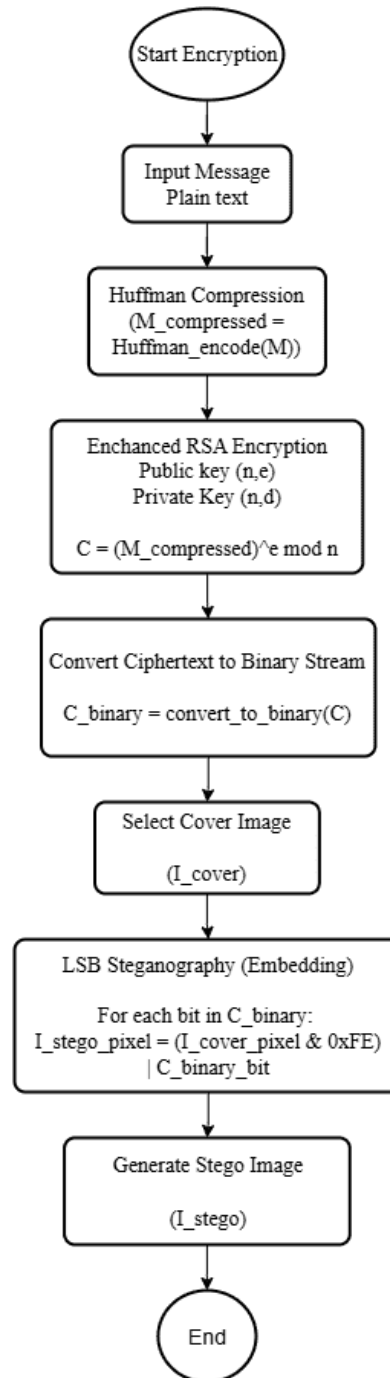 Start Encryption
Input Message
Plain text
Huffman Compression
(M_compressed =
Huffman_encode(M))
Enchanced RSA Encryption
Public key (n,e)
Private Key (n,d)
C = (M_compressed)^e mod n
Convert Ciphertext to Binary Stream
C_binary = convert_to_binary(C)
Select Cover Image
(I_cover)
LSB Steganography (Embedding)
For each bit in C_binary:
I_stego_pixel = (I_cover_pixel & 0xFE)
| C_binary_bit
Generate Stego Image
(I_stego)
End